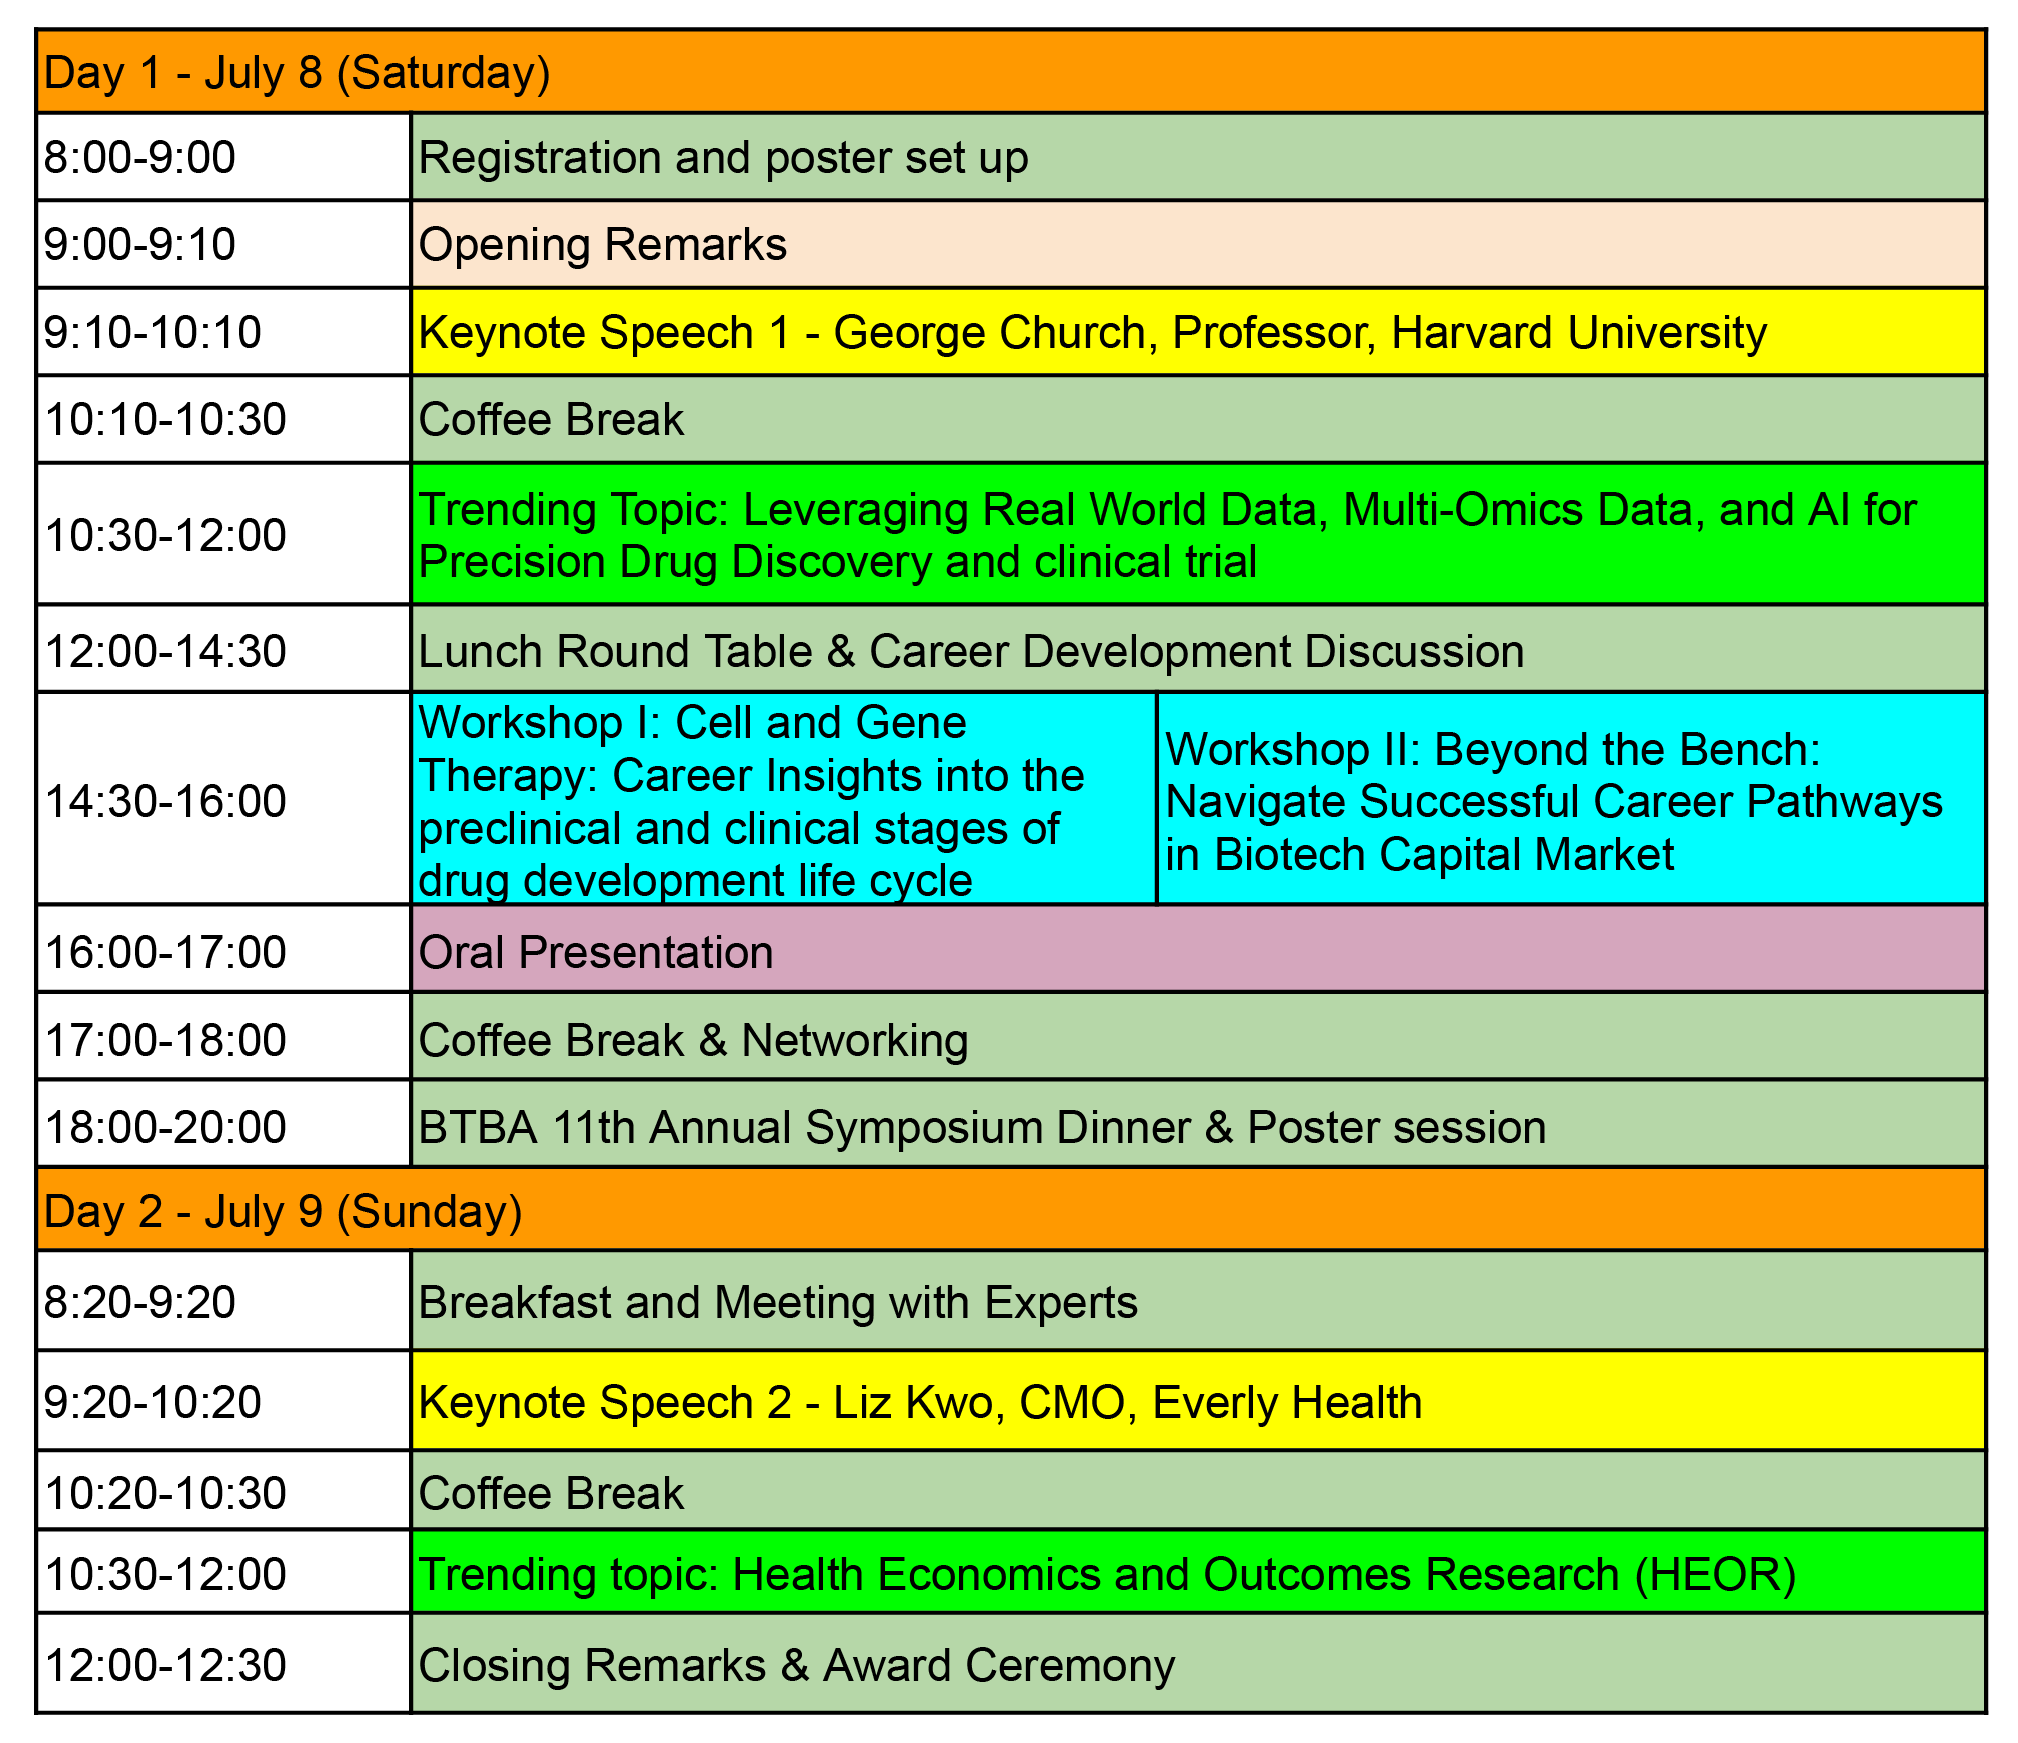 Day 1 - July 8 (Saturday)
8:00-9:00
Registration and poster set up
9:00-9:10
Opening Remarks
9:10-10:10
Keynote Speech 1 - George Church, Professor, Harvard University
10:10-10:30
Coffee Break
10:30-12:00
Trending Topic: Leveraging Real World Data, Multi-Omics Data, and AI for
Precision Drug Discovery and clinical trial
12:00-14:30
Lunch Round Table & Career Development Discussion
14:30-16:00
Workshop I: Cell and Gene
Therapy: Career Insights into the
preclinical and clinical stages of
drug development life cycle
Workshop II: Beyond the Bench:
Navigate Successful Career Pathways
in Biotech Capital Market
16:00-17:00
Oral Presentation
17:00-18:00
Coffee Break & Networking
18:00-20:00
BTBA 11th Annual Symposium Dinner & Poster session
Day 2 - July 9 (Sunday)
8:20-9:20
Breakfast and Meeting with Experts
9:20-10:20
Keynote Speech 2 - Liz Kwo, CMO, Everly Health
10:20-10:30
Coffee Break
10:30-12:00
Trending topic: Health Economics and Outcomes Research (HEOR)
12:00-12:30
Closing Remarks & Award Ceremony